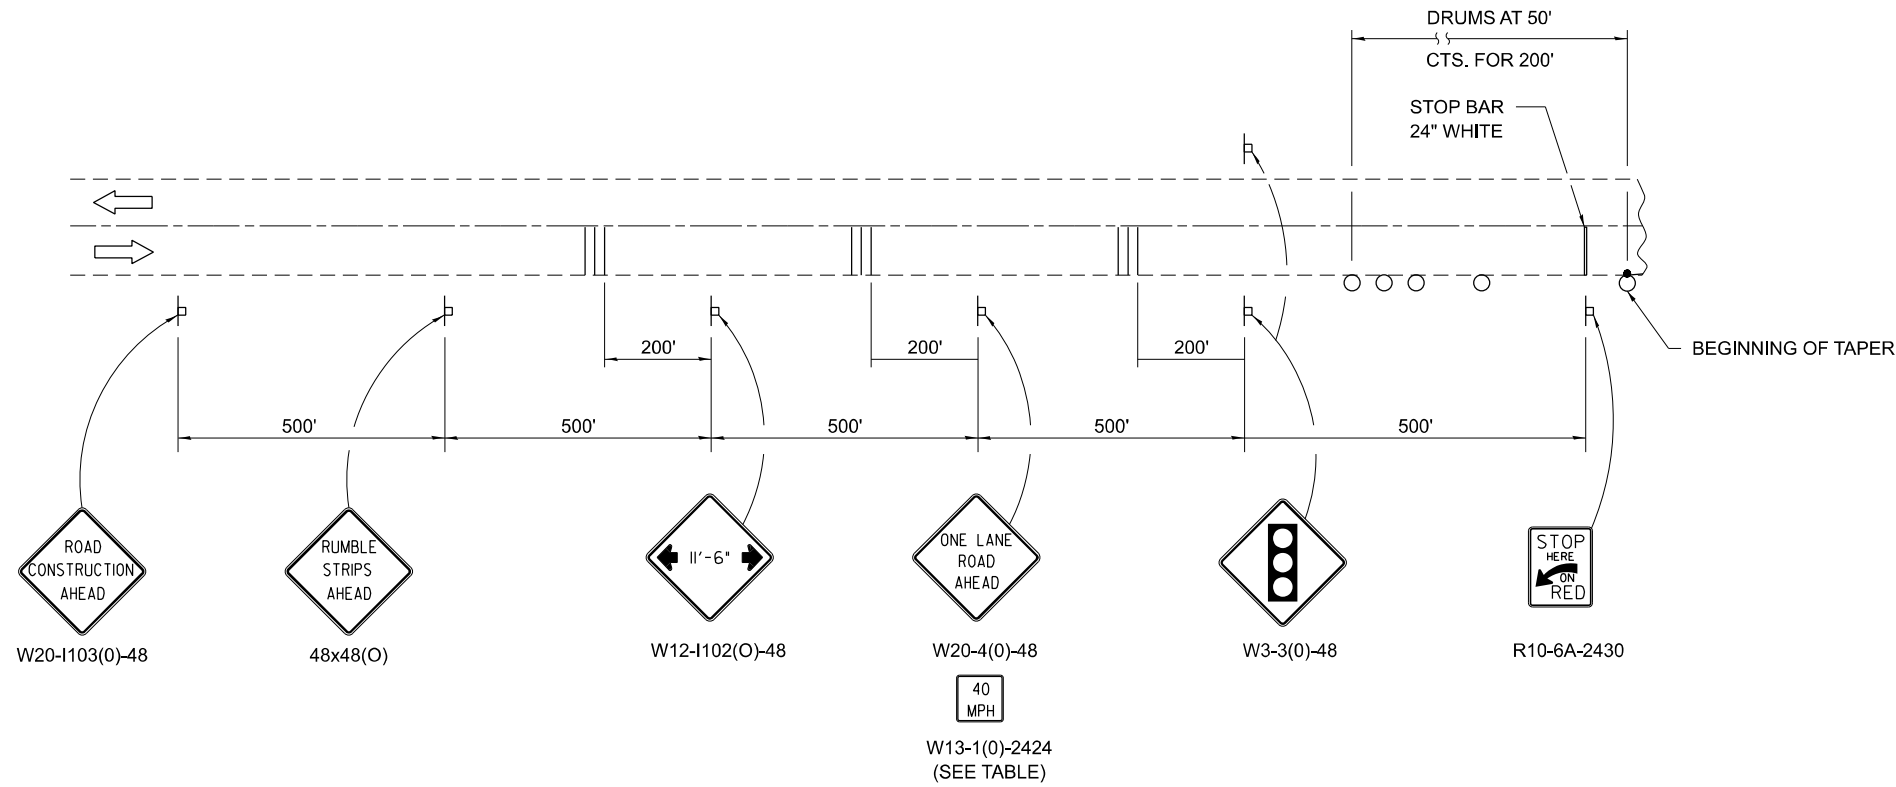 DRUMS AT 50'
CTS. FOR 200'
STOP BAR
24" WHITE
BEGINNING OF TAPER
200'
200'
200'
500'
500'
500'
500'
500'
ROAD
CONSTRUCTION
AHEAD
W20-I103(0)-48
RUMBLE
STRIPS
AHEAD
48x48(O)
11'-6"
W12-I102(O)-48
ONE LANE
ROAD
AHEAD
W20-4(0)-48
40
MPH
W13-1(0)-2424
(SEE TABLE)
W3-3(0)-48
STOP
HERE
ON
RED
R10-6A-2430